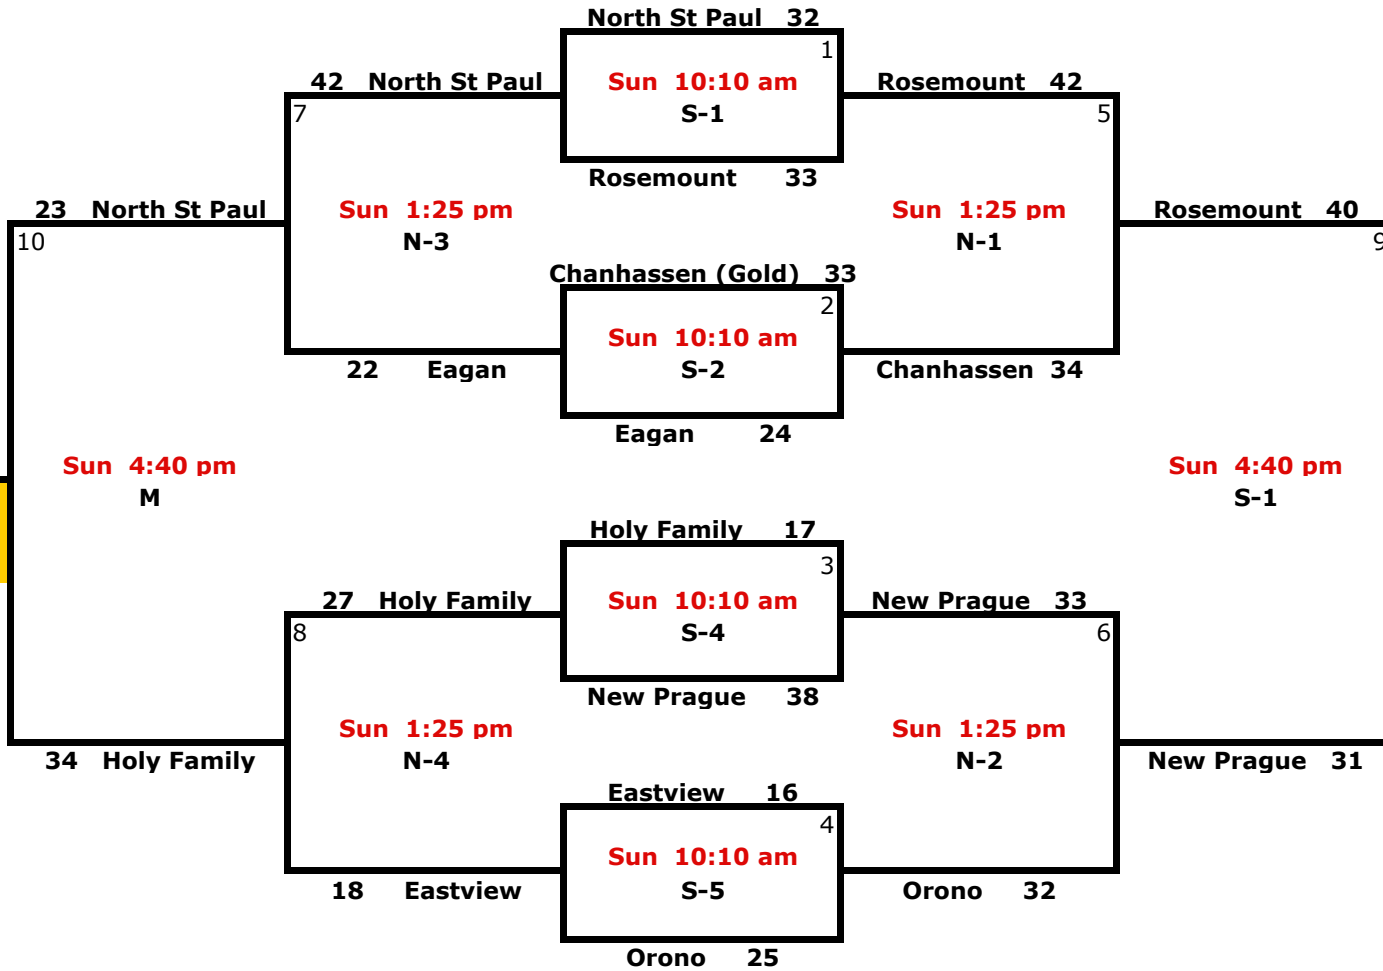 North St Paul 32
1
42 North St Paul
Sun 10:10 am
Rosemount 42
7
S-1
5
Rosemount 33
23 North St Paul
Sun 1:25 pm
Sun 1:25 pm
Rosemount 40
10
N-3
N-1
9
Chanhassen (Gold) 33
2
Sun 10:10 am
22 Eagan
S-2
Chanhassen 34
Eagan 24
Sun 4:40 pm
Sun 4:40 pm
M
S-1
Holy Family 17
3
27 Holy Family
Sun 10:10 am
New Prague 33
8
S-4
6
New Prague 38
Sun 1:25 pm
Sun 1:25 pm
34 Holy Family
N-4
N-2
New Prague 31
Eastview 16
4
Sun 10:10 am
18 Eastview
S-5
Orono 32
Orono 25